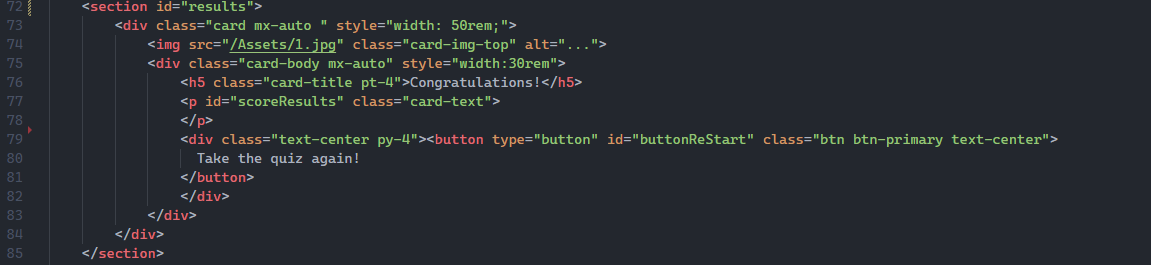 72 <section id="results">
73 <div class="card mx-auto " style="width: 50rem;">
74 <img src="/Assets/1.jpg" class="card-img-top" alt="...">
75 <div class="card-body mx-auto" style="width:30rem">
76 <h5 class="card-title pt-4">Congratulations!</h5>
77 <p id="scoreResults" class="card-text">
78 </p>
79 <div class="text-center py-4"><button type="button" id="buttonReStart" class="btn btn-primary text-center">
80 Take the quiz again!
81 </button>
82 </div>
83 </div>
84 </div>
85 </section>